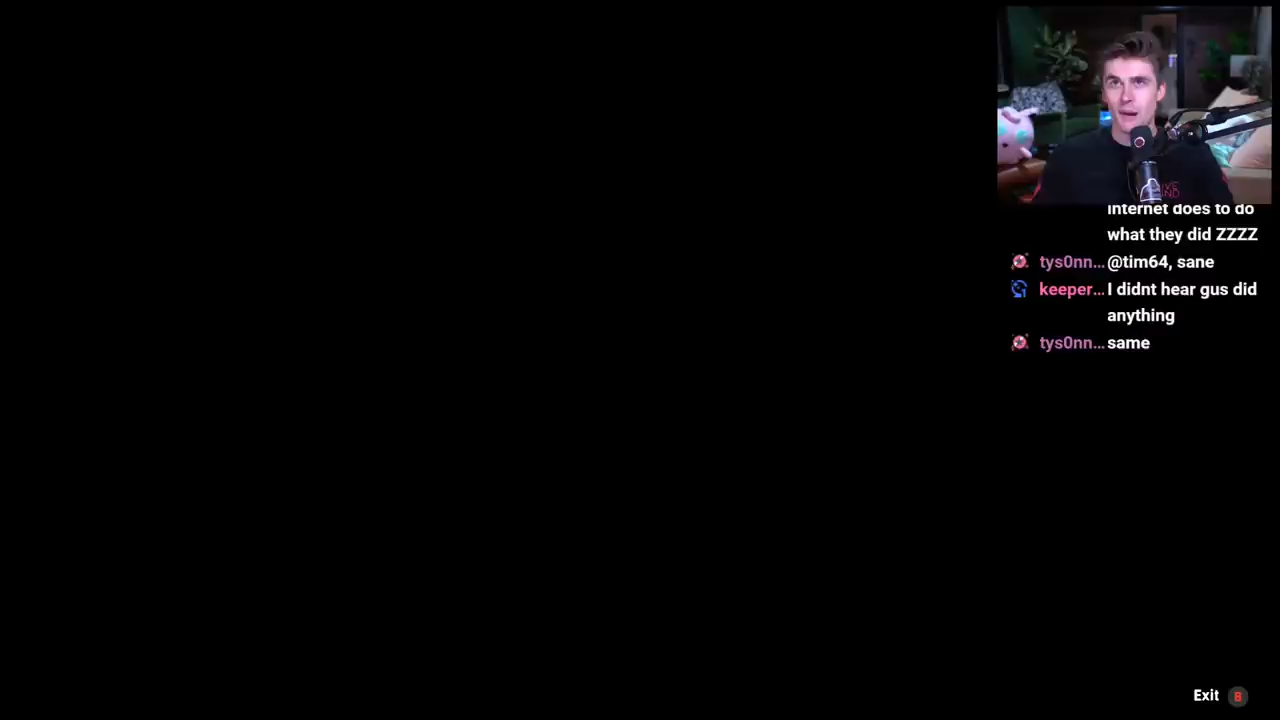 internet does to do
what they did ZZZZ
tys0nn... @tim64, sane
keeper... I didnt hear gus did
anything
tys0nn... same
Exit B